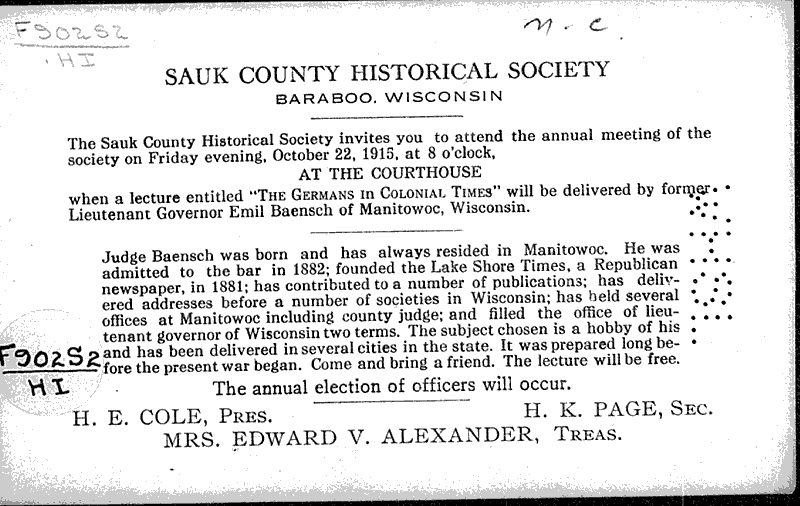 F902S2
HI
M. C.
SAUK COUNTY HISTORICAL SOCIETY
BARABOO, WISCONSIN
The Sauk County Historical Society invites you to attend the annual meeting of the
society on Friday evening, October 22, 1915, at 8 o'clock,
AT THE COURTHOUSE
when a lecture entitled "THE GERMANS in COLONIAL TIMES" will be delivered by former
Lieutenant Governor Emil Baensch of Manitowoc, Wisconsin.
Judge Baensch was born and has always resided in Manitowoc. He was
admitted to the bar in 1882; founded the Lake Shore Times, a Republican
newspaper, in 1881; has contributed to a number of publications; has deliv-
ered addresses before a number of societies in Wisconsin; has held several
offices at Manitowoc including county judge; and filled the office of lieu-
tenant governor of Wisconsin two terms. The subject chosen is a hobby of his
and has been delivered in several cities in the state. It was prepared long be-
fore the present war began. Come and bring a friend. The lecture will be free.
F902S2
HI
The annual election of officers will occur.
H. E. COLE, PRES.
H. K. PAGE, SEC.
MRS. EDWARD V. ALEXANDER, TREAS.